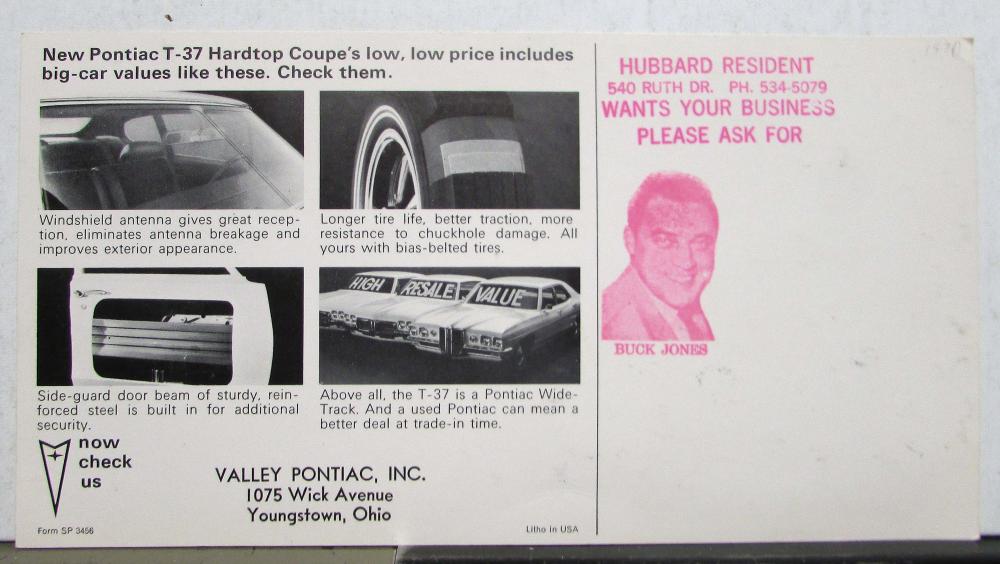 New Pontiac T-37 Hardtop Coupe's low, low price includes
big-car values like these. Check them.
Windshield antenna gives great recep-
tion, eliminates antenna breakage and
improves exterior appearance.
Longer tire life, better traction, more
resistance to chuckhole damage. All
yours with bias-belted tires.
HIGH RESALE VALUE
Side-guard door beam of sturdy, rein-
forced steel is built in for additional
security.
Above all, the T-37 is a Pontiac Wide-
Track. And a used Pontiac can mean a
better deal at trade-in time.
now
check
us
VALLEY PONTIAC, INC.
1075 Wick Avenue
Youngstown, Ohio
Form SP 3456
Litho in USA
1970
HUBBARD RESIDENT
540 RUTH DR. PH. 534-5079
WANTS YOUR BUSINESS
PLEASE ASK FOR
BUCK JONES